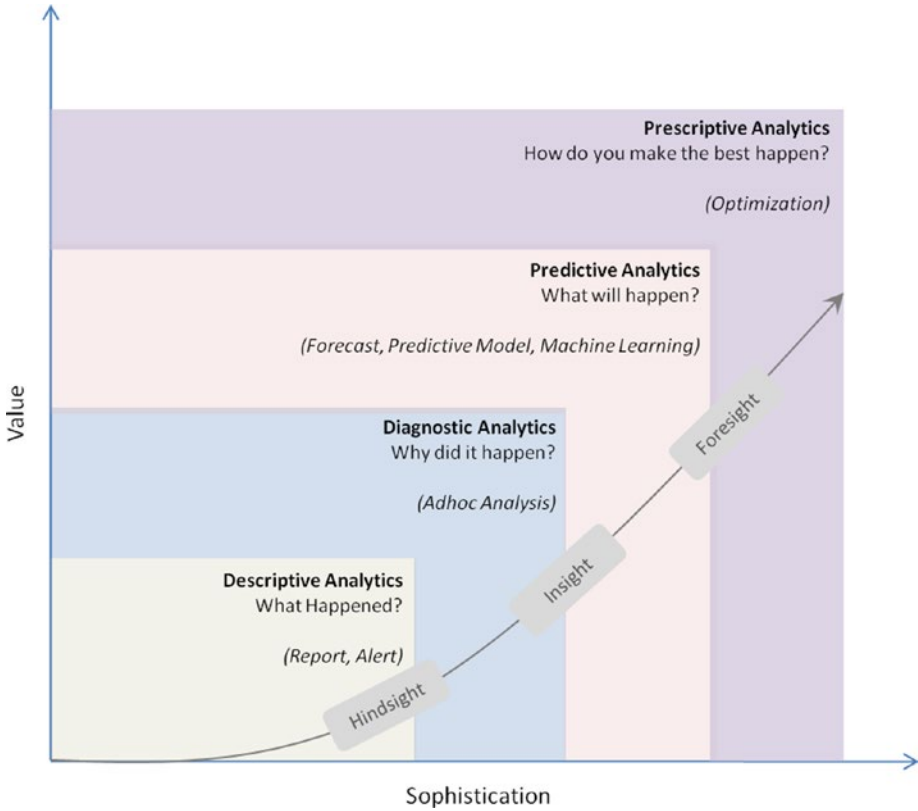 Prescriptive Analytics
How do you make the best happen?
(Optimization)
Predictive Analytics
What will happen?
(Forecast, Predictive Model, Machine Learning)
Diagnostic Analytics
Why did it happen?
(Adhoc Analysis)
Descriptive Analytics
What Happened?
(Report, Alert)
Hindsight
Insight
Foresight
Value
Sophistication